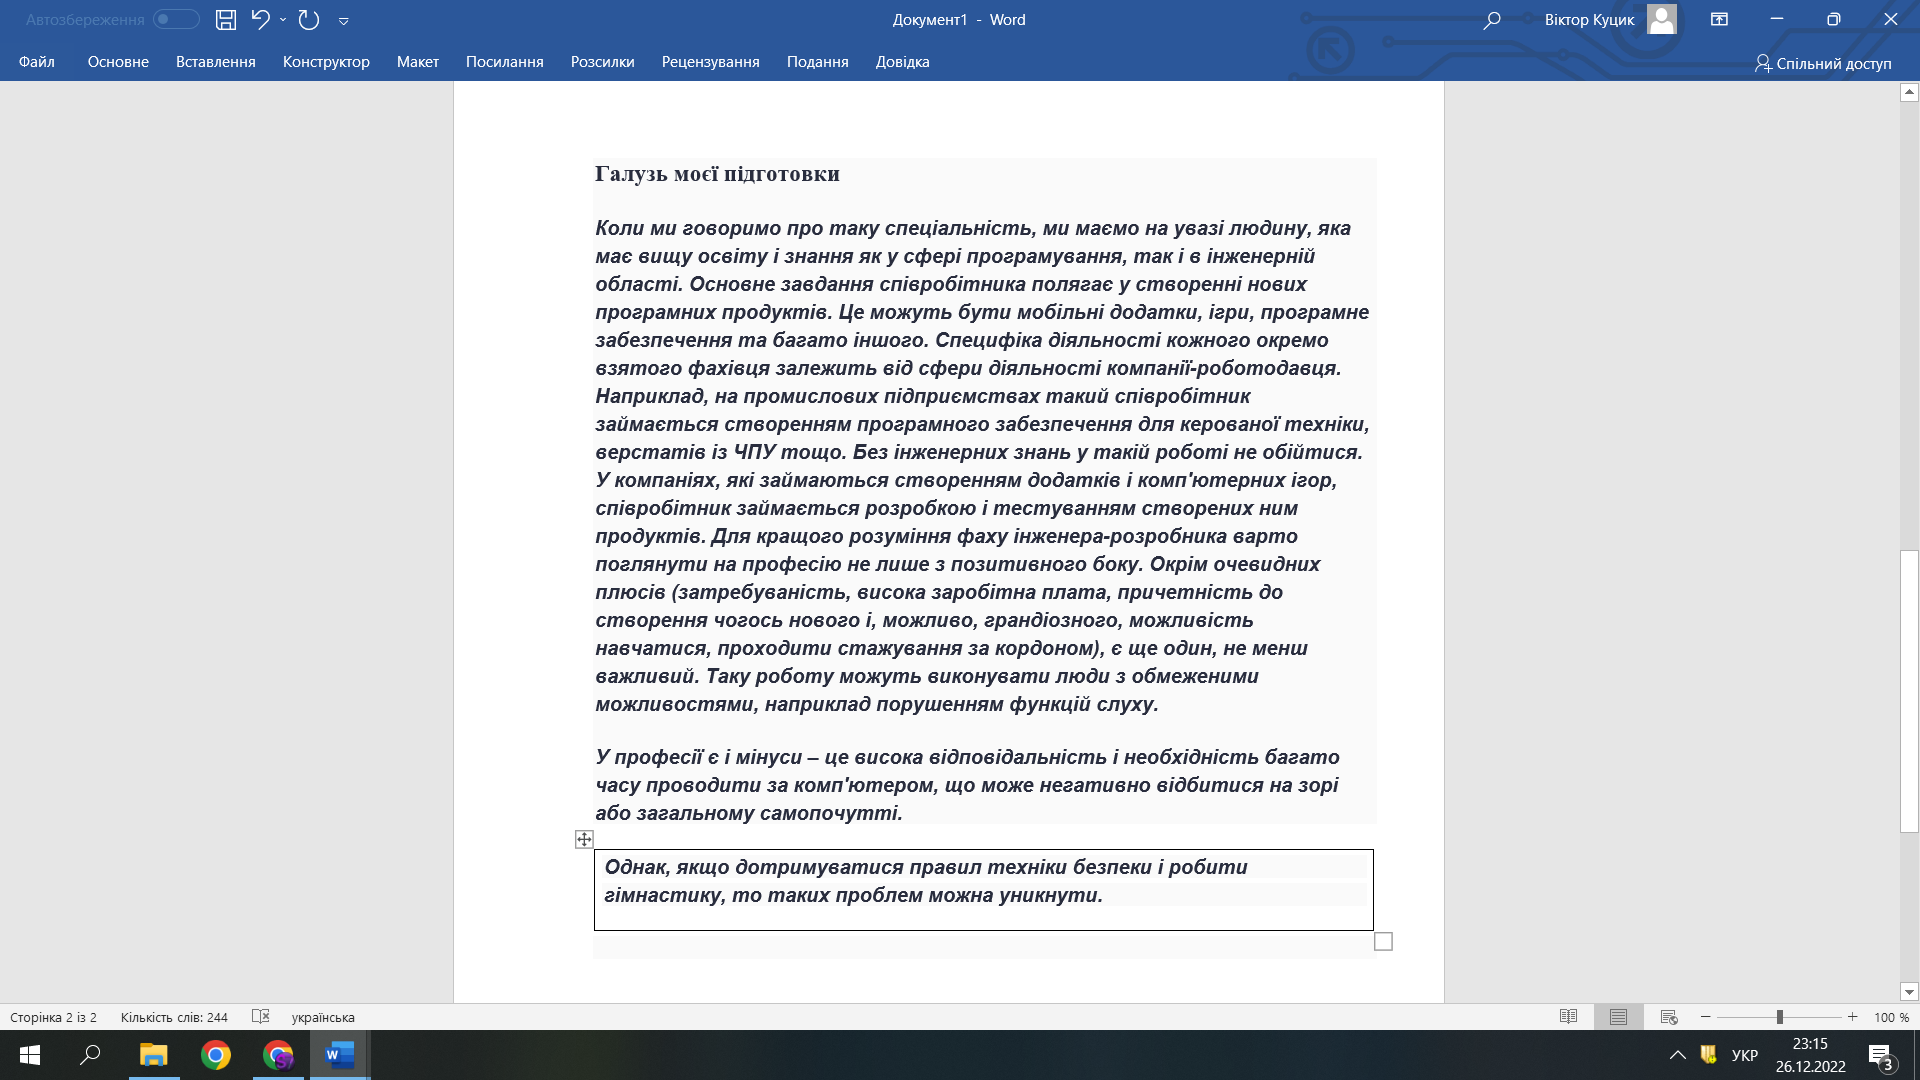 Автозбереження
Документ1 - Word
Віктор Куцик
Файл Основне Вставлення Конструктор Макет Посилання Розсилки Рецензування Подання Довідка
Спільний доступ
Галузь моєї підготовки
Коли ми говоримо про таку спеціальність, ми маємо на увазі людину, яка
має вищу освіту і знання як у сфері програмування, так і в інженерній
області. Основне завдання співробітника полягає у створенні нових
програмних продуктів. Це можуть бути мобільні додатки, ігри, програмне
забезпечення та багато іншого. Специфіка діяльності кожного окремо
взятого фахівця залежить від сфери діяльності компанії-роботодавця.
Наприклад, на промислових підприємствах такий співробітник
займається створенням програмного забезпечення для керованої техніки,
верстатів із ЧПУ тощо. Без інженерних знань у такій роботі не обійтися.
У компаніях, які займаються створенням додатків і комп'ютерних ігор,
співробітник займається розробкою і тестуванням створених ним
продуктів. Для кращого розуміння фаху інженера-розробника варто
поглянути на професію не лише з позитивного боку. Окрім очевидних
плюсів (затребуваність, висока заробітна плата, причетність до
створення чогось нового і, можливо, грандіозного, можливість
навчатися, проходити стажування за кордоном), є ще один, не менш
важливий. Таку роботу можуть виконувати люди з обмеженими
можливостями, наприклад порушенням функцій слуху.
У професії є і мінуси – це висока відповідальність і необхідність багато
часу проводити за комп'ютером, що може негативно відбитися на зорі
або загальному самопочутті.
Однак, якщо дотримуватися правил техніки безпеки і робити
гімнастику, то таких проблем можна уникнути.
Сторінка 2 із 2 Кількість слів: 244 українська
100 %
УКР
23:15
26.12.2022
3